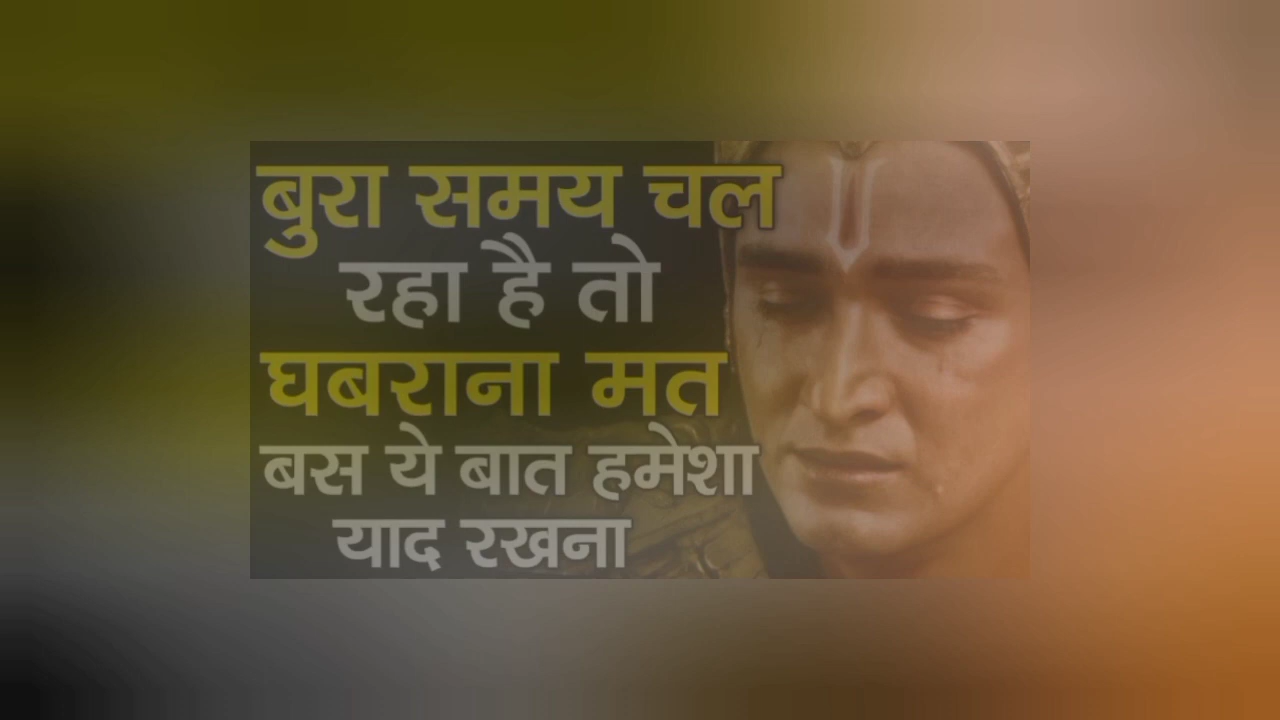 बुरा समय चल
रहा है तो
घबराना मत
बस ये बात हमेशा
याद रखना